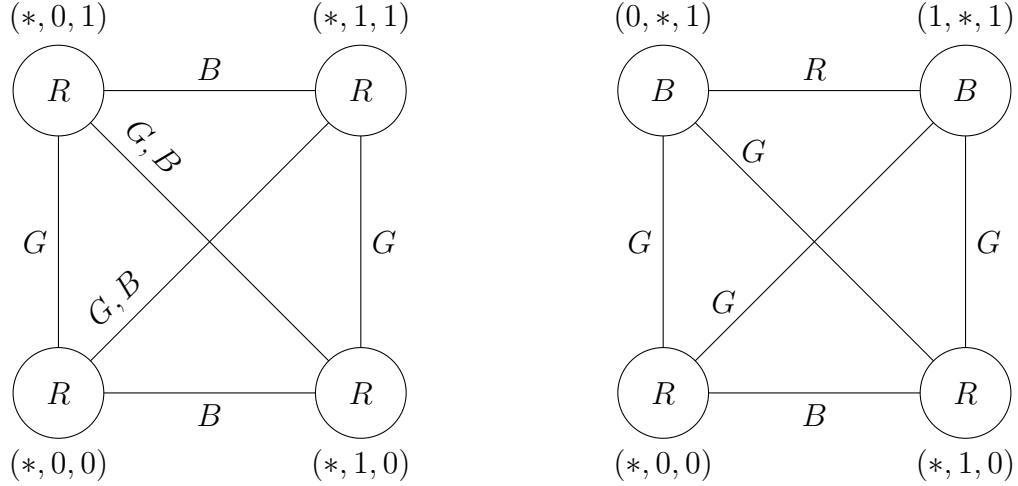 (∗, 0, 1) (∗, 1, 1) (0, ∗, 1) (1, ∗, 1)
B R
R R B B
G, B G
G G G G
G, B G
R R R R
B B
(∗, 0, 0) (∗, 1, 0) (∗, 0, 0) (∗, 1, 0)